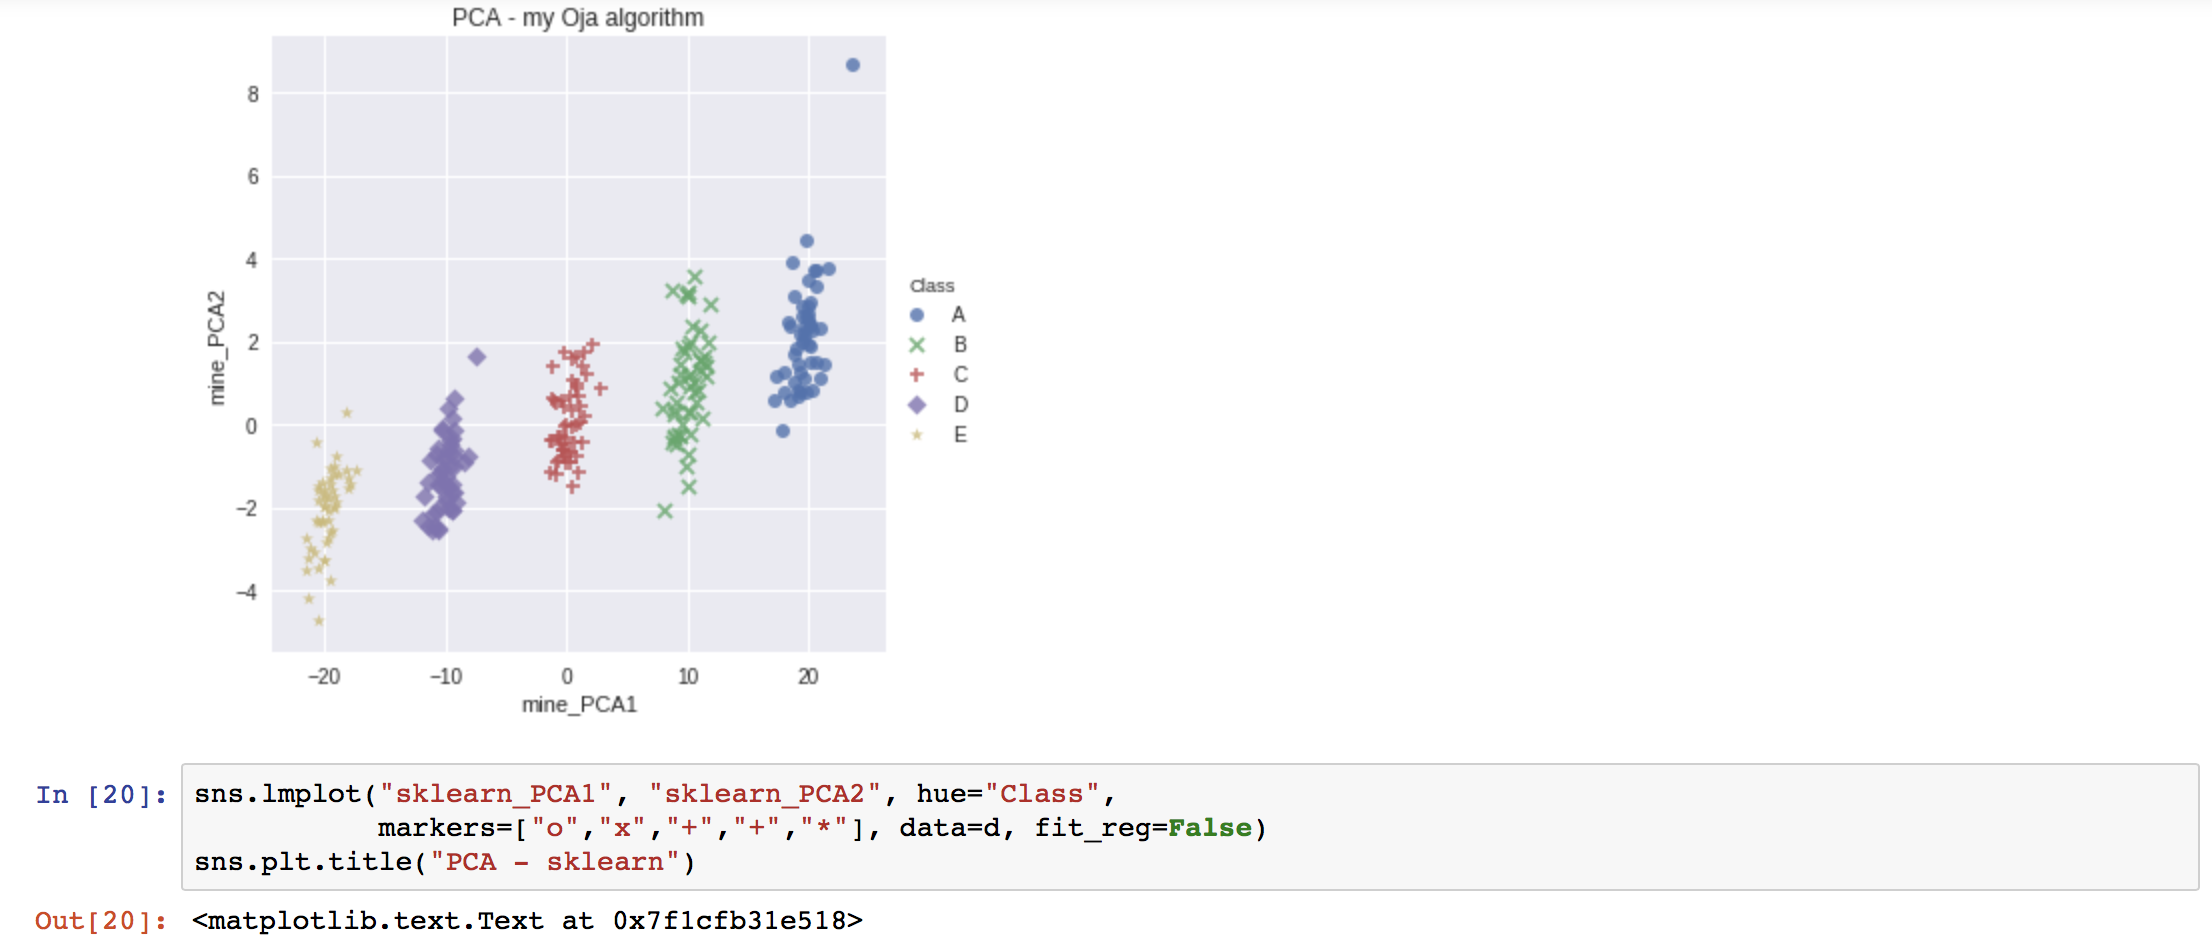 PCA - my Oja algorithm
8
6
4
2
0
−2
−4
mine_PCA2
−20 −10 0 10 20
mine_PCA1
Class
A
B
C
D
E
In [20]:
sns.lmplot("sklearn_PCA1", "sklearn_PCA2", hue="Class",
markers=["o","x","+","+","*"], data=d, fit_reg=False)
sns.plt.title("PCA - sklearn")
Out[20]: <matplotlib.text.Text at 0x7f1cfb31e518>